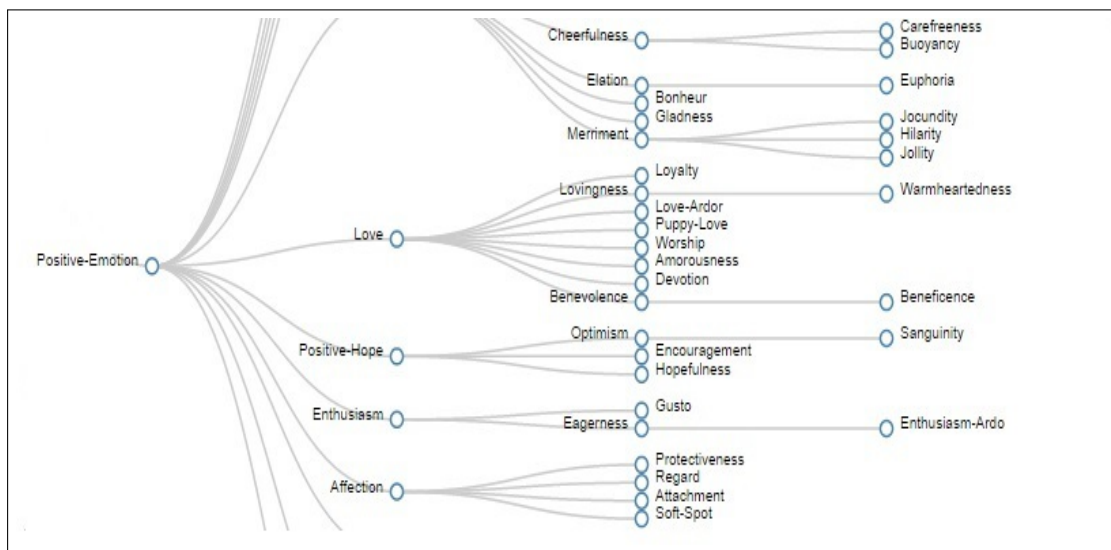 Carefreeness
Cheerfulness
Buoyancy
Elation
Euphoria
Bonheur
Gladness
Jocundity
Merriment
Hilarity
Jollity
Loyalty
Lovingness
Warmheartedness
Love-Ardor
Puppy-Love
Love
Worship
Positive-Emotion
Amorousness
Devotion
Benevolence
Beneficence
Optimism
Sanguinity
Positive-Hope
Encouragement
Hopefulness
Gusto
Enthusiasm
Eagerness
Enthusiasm-Ardo
Protectiveness
Regard
Affection
Attachment
Soft-Spot